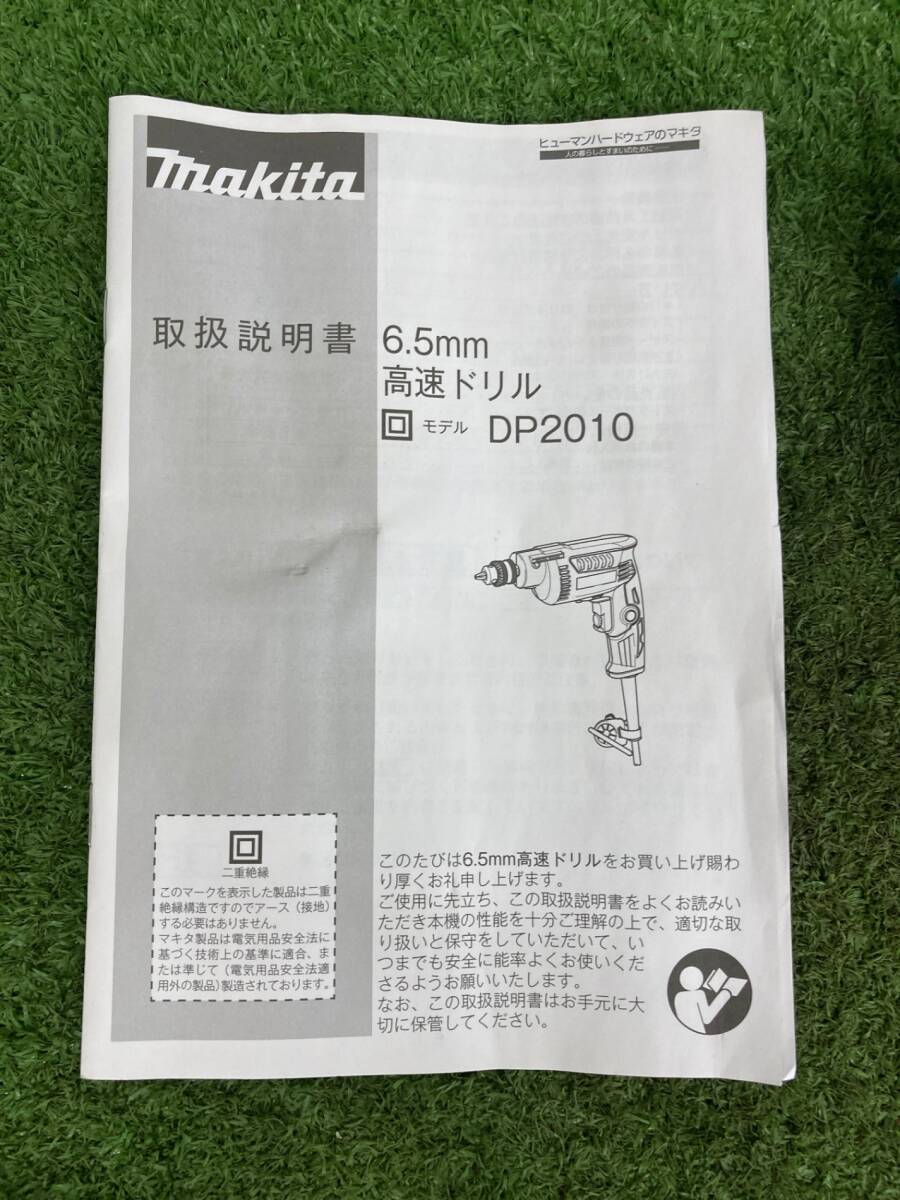 makita
ヒューマンハードウェアのマキタ
人の暮らしとすまいのために……
取扱説明書
6.5mm
高速ドリル
モデル DP2010
二重絶縁
このマークを表示した製品は二重
絶縁構造ですのでアース（接地）
する必要はありません。
マキタ製品は電気用品安全法に
基づく技術上の基準に適合、ま
たは準じて（電気用品安全法適
用外の製品）製造されております。
このたびは6.5mm高速ドリルをお買い上げ賜わ
り厚くお礼申し上げます。
ご使用に先立ち、この取扱説明書をよくお読みい
ただき本機の性能を十分ご理解の上で、適切な取
り扱いと保守をしていただいて、い
つまでも安全に能率よくお使いくだ
さるようお願いいたします。
なお、この取扱説明書はお手元に大
切に保管してください。